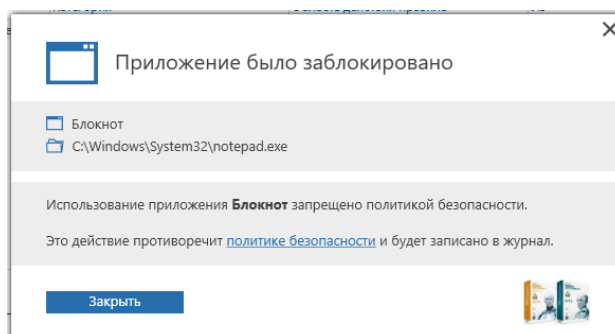 Приложение было заблокировано
Блокнот
C:\Windows\System32\notepad.exe
Использование приложения Блокнот запрещено политикой безопасности.
Это действие противоречит политике безопасности и будет записано в журнал.
Закрыть